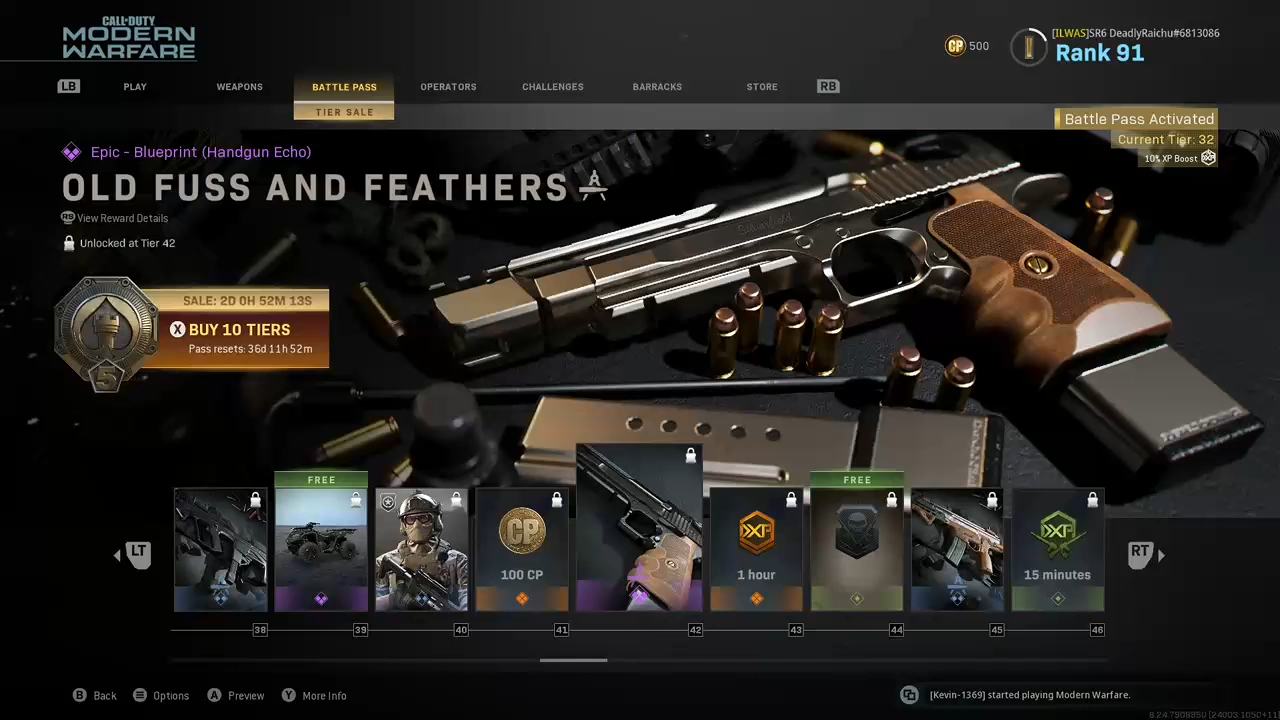 CALL·DUTY
MODERN
WARFARE
CP 500
[ILWAS]SR6 DeadlyRaichu#6813086
Rank 91
LB
PLAY
WEAPONS
BATTLE PASS
OPERATORS
CHALLENGES
BARRACKS
STORE
RB
TIER SALE
Battle Pass Activated
Current Tier: 32
10% XP Boost
Epic - Blueprint (Handgun Echo)
OLD FUSS AND FEATHERS
RS View Reward Details
Unlocked at Tier 42
SALE: 2D 0H 52M 13S
X BUY 10 TIERS
Pass resets: 36d 11h 52m
5
FREE
FREE
LT
CP
100 CP
DXP
1 hour
DXP
15 minutes
RT
38
39
40
41
42
43
44
45
46
B Back
Options
A Preview
Y More Info
[Kevin-1369] started playing Modern Warfare.